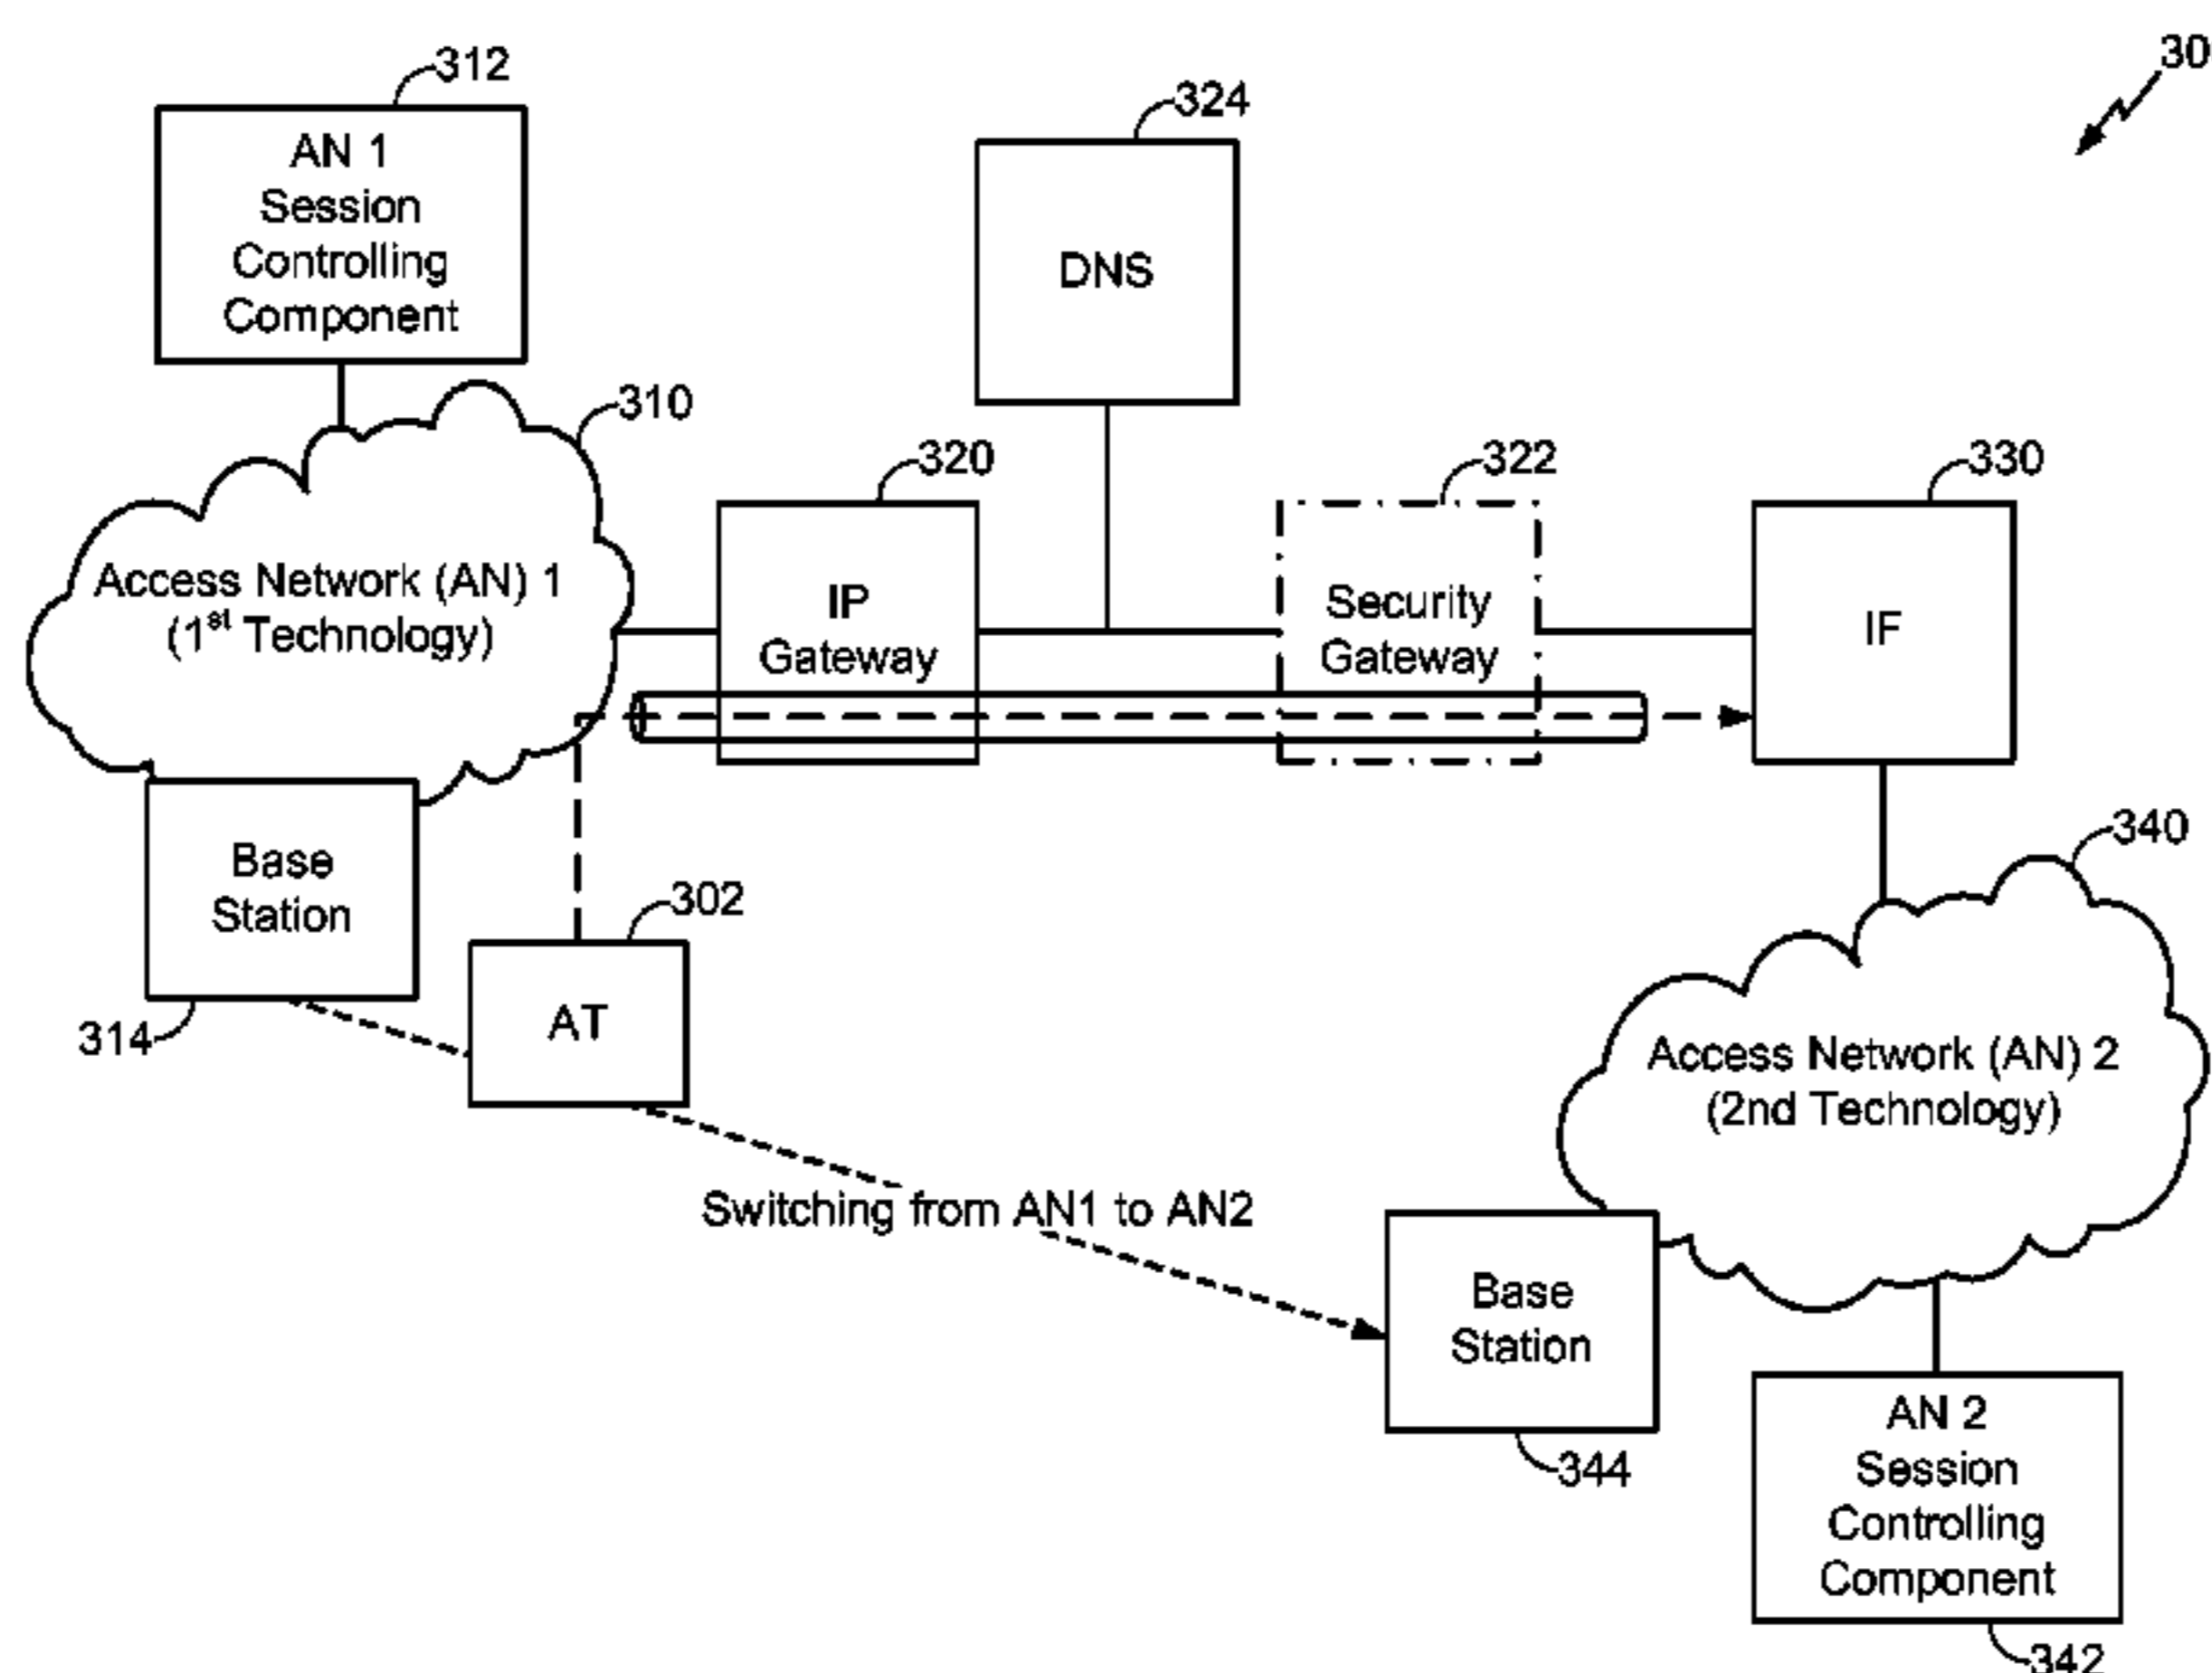 312
AN 1
Session
Controlling
Component
324
DNS
30
310
Access Network (AN) 1
(1st Technology)
320
IP
Gateway
322
Security
Gateway
330
IF
Base
Station
314
302
AT
340
Access Network (AN) 2
(2nd Technology)
Switching from AN1 to AN2
Base
Station
344
AN 2
Session
Controlling
Component
342